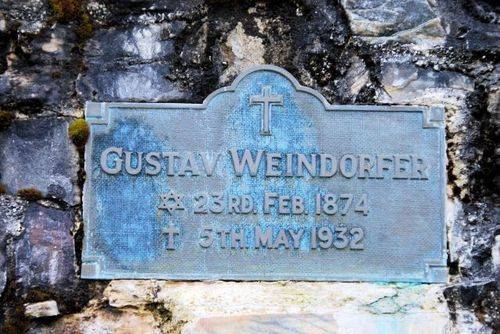 GUSTAV WEINDORFER
✡ 23RD. FEB. 1874
✝ 5TH MAY 1932